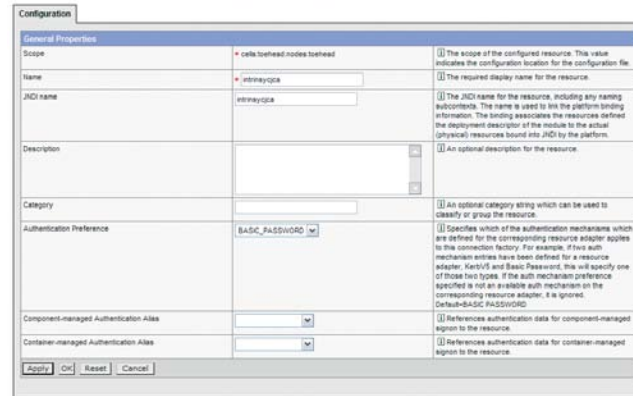 Configuration
General Properties
Scope
* cells:toehead:nodes:toehead
i The scope of the configured resource. This value
indicates the configuration location for the configuration file.
Name
* intrinsycjca
i The required display name for the resource.
JNDI name
intrinsycjca
i The JNDI name for the resource, including any naming
subcontexts. The name is used to link the platform binding
information. The binding associates the resources defined
the deployment descriptor of the module to the actual
(physical) resources bound into JNDI by the platform.
Description
i An optional description for the resource.
Category
i An optional category string which can be used to
classify or group the resource.
Authentication Preference
BASIC_PASSWORD
i Specifies which of the authentication mechanisms which
are defined for the corresponding resource adapter applies
to this connection factory. For example, if two auth
mechanism entries have been defined for a resource
adapter, KerbV5 and Basic Password, this will specify one
of those two types. If the auth mechanism preference
specified is not an available auth mechanism on the
corresponding resource adapter, it is ignored.
Default=BASIC PASSWORD
Component-managed Authentication Alias
i References authentication data for component-managed
signon to the resource.
Container-managed Authentication Alias
i References authentication data for container-managed
signon to the resource.
Apply OK Reset Cancel